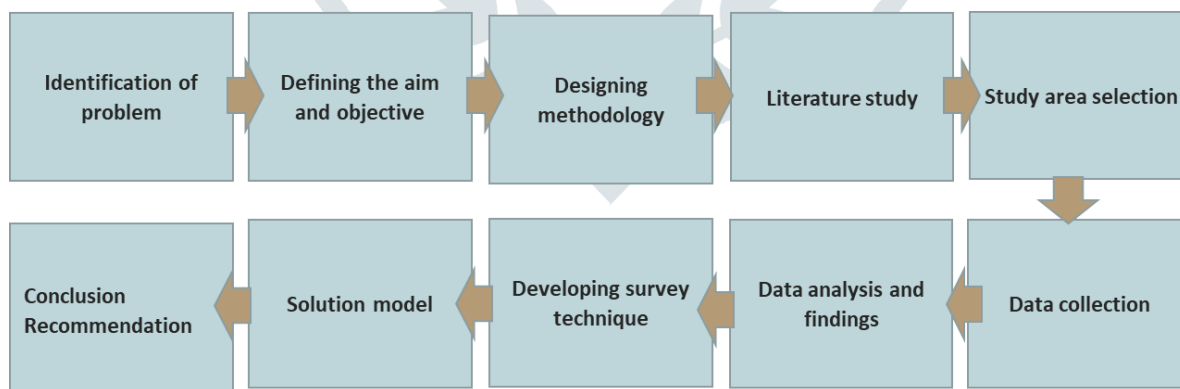 Identification of
problem
Defining the aim
and objective
Designing
methodology
Literature study
Study area selection
Data collection
Data analysis and
findings
Developing survey
technique
Solution model
Conclusion
Recommendation